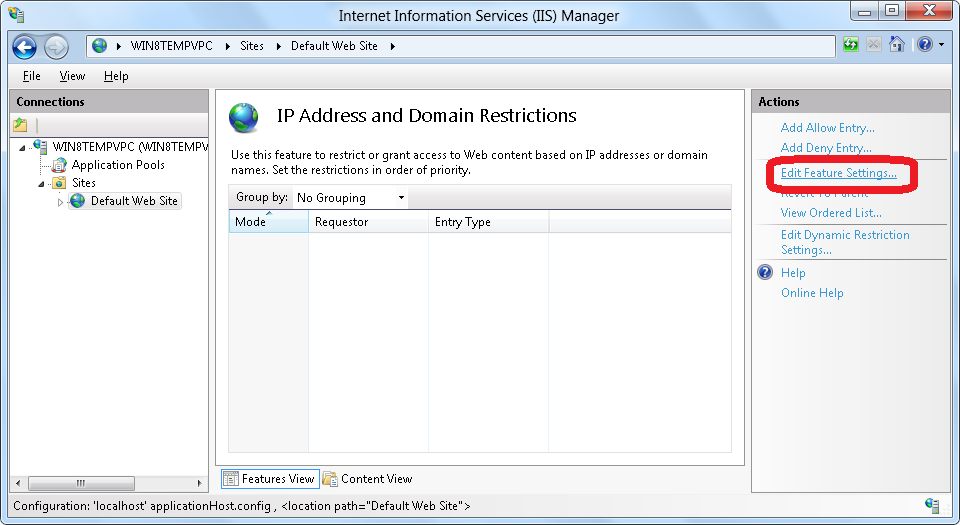 Internet Information Services (IIS) Manager
WIN8TEMPVPC Sites Default Web Site
File View Help
Connections
WIN8TEMPVPC (WIN8TEMPV
Application Pools
Sites
Default Web Site
IP Address and Domain Restrictions
Use this feature to restrict or grant access to Web content based on IP addresses or domain
names. Set the restrictions in order of priority.
Group by: No Grouping
Mode Requestor Entry Type
Features View Content View
Actions
Add Allow Entry...
Add Deny Entry...
Edit Feature Settings...
Revert To Parent
View Ordered List...
Edit Dynamic Restriction
Settings...
Help
Online Help
Configuration: 'localhost' applicationHost.config , <location path="Default Web Site">